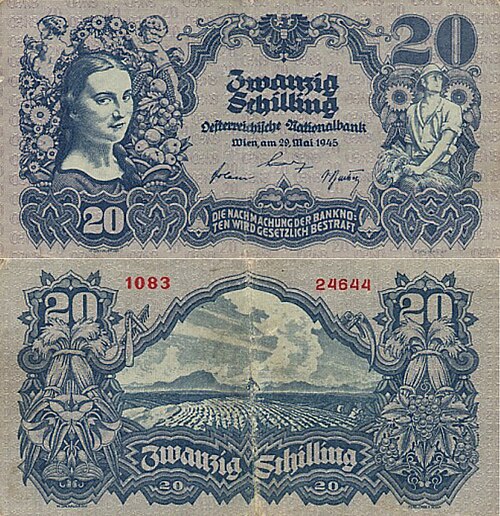 20
Zwanzig
Schilling
Oesterreichische Nationalbank
Wien, am 29. Mai 1945
20
DIE NACHMACHUNG DER BANKNO-
TEN WIRD GESETZLICH BESTRAFT
1083 24644
20 20
Zwanzig Schilling
20 20